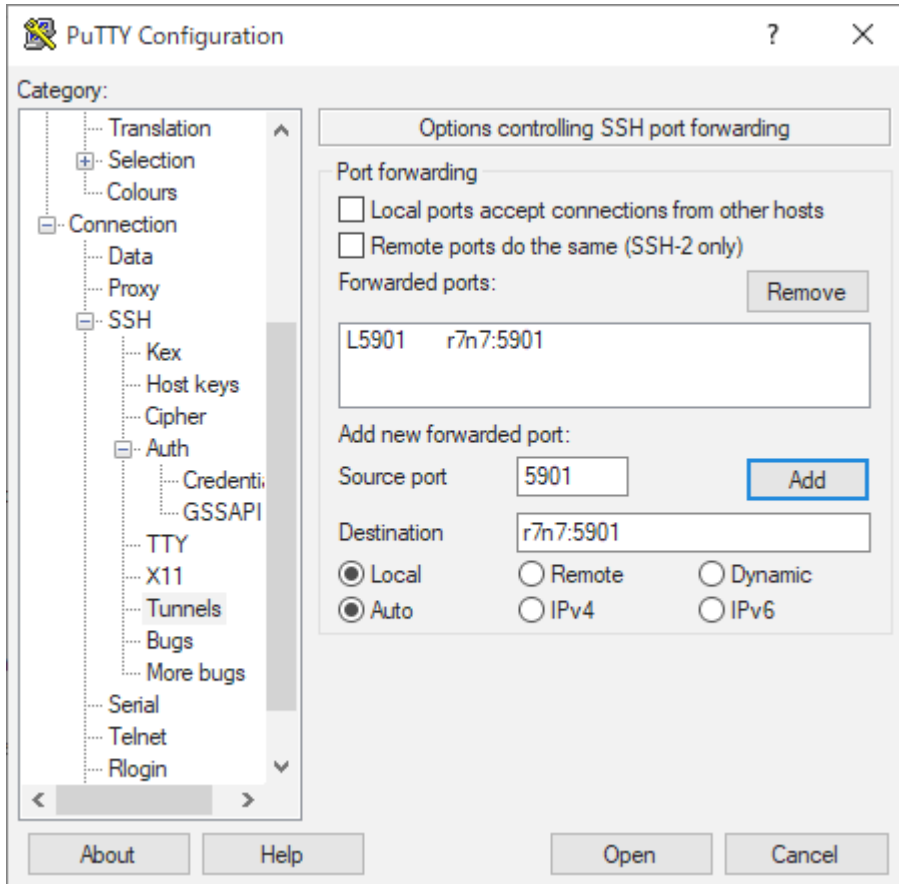 PuTTY Configuration
?
Category:
Translation
Selection
Colours
Connection
Data
Proxy
SSH
Kex
Host keys
Cipher
Auth
Credenti
GSSAPI
TTY
X11
Tunnels
Bugs
More bugs
Serial
Telnet
Rlogin
Options controlling SSH port forwarding
Port forwarding
Local ports accept connections from other hosts
Remote ports do the same (SSH-2 only)
Forwarded ports:
Remove
L5901 r7n7:5901
Add new forwarded port:
Source port 5901 Add
Destination r7n7:5901
Local Remote Dynamic
Auto IPv4 IPv6
About Help Open Cancel